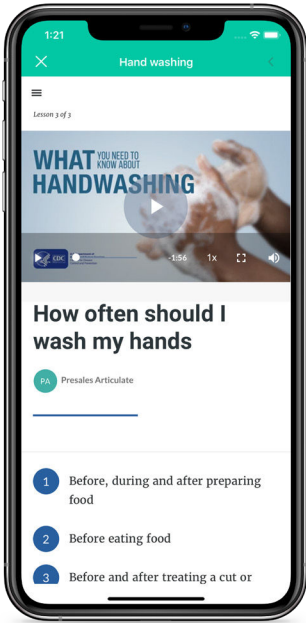 1:21
Hand washing
Lesson 3 of 3
WHAT YOU NEED TO
KNOW ABOUT
HANDWASHING
CDC
-1:56 1x
How often should I
wash my hands
PA Presales Articulate
1 Before, during and after preparing
food
2 Before eating food
3 Before and after treating a cut or